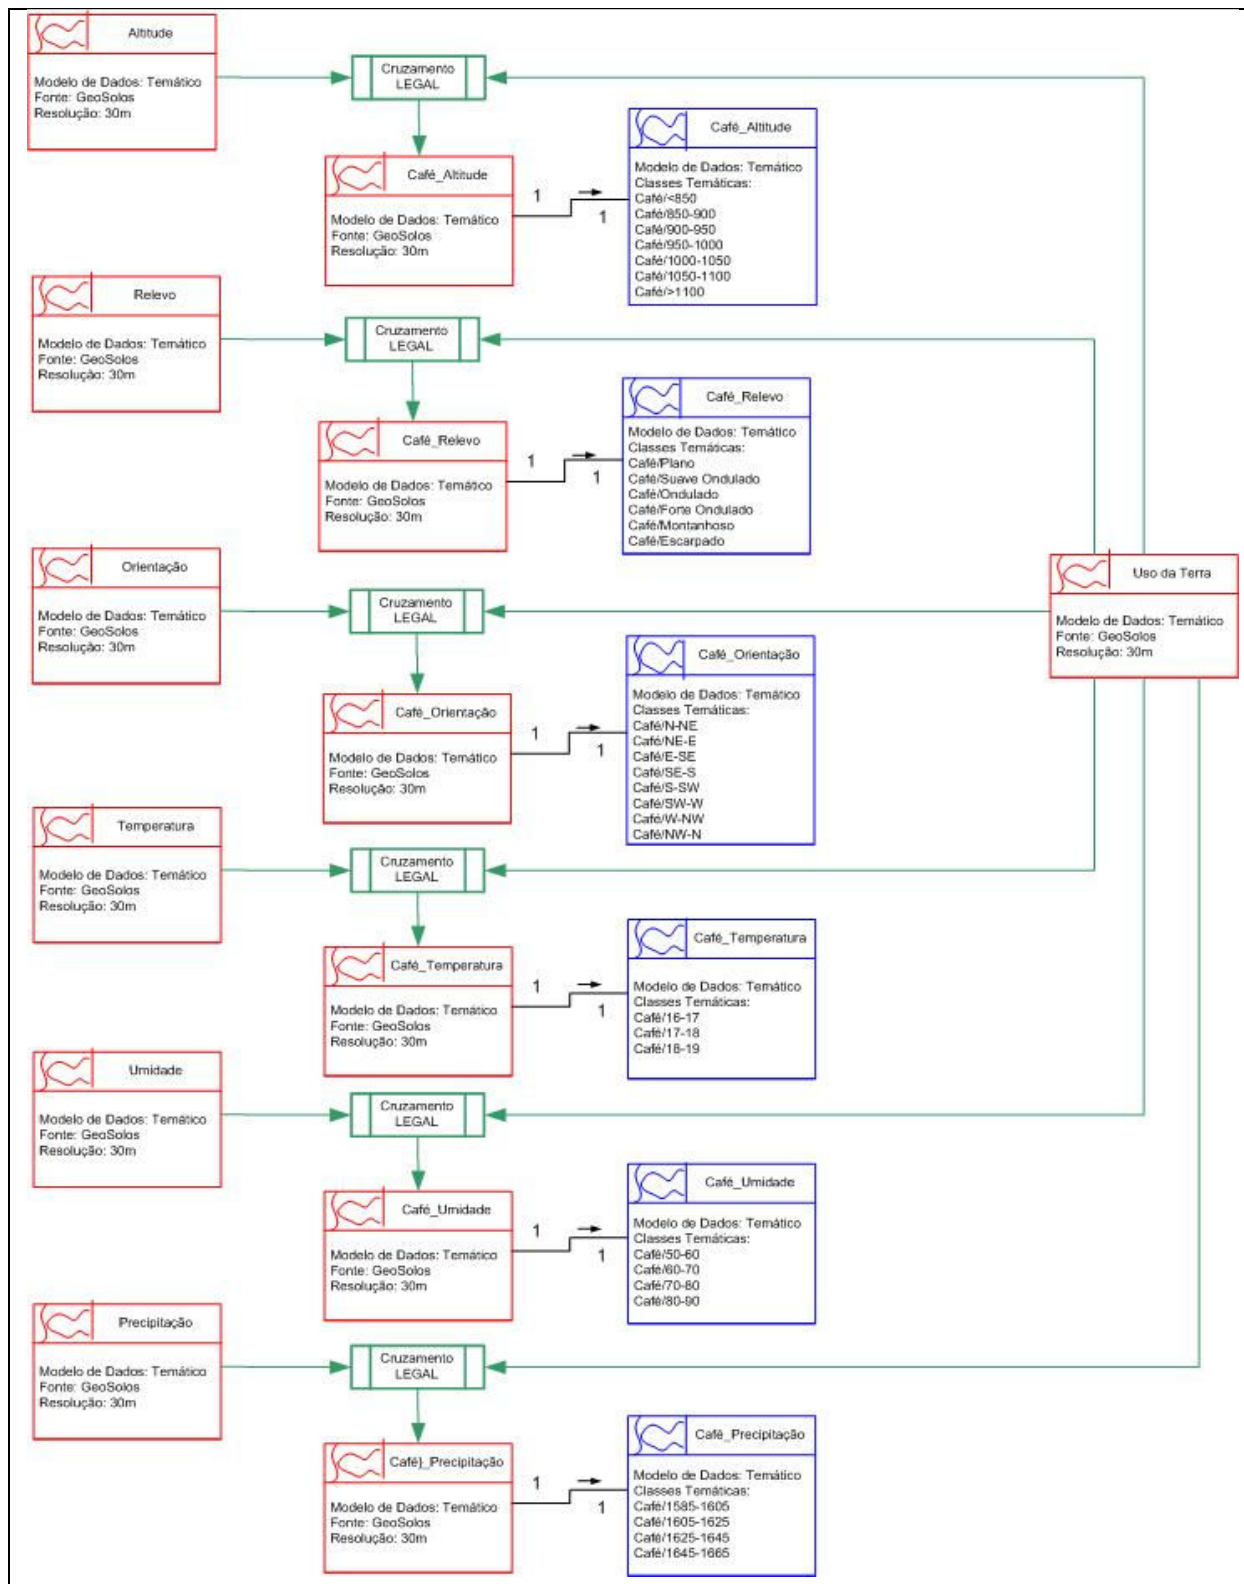 Altitude
Modelo de Dados: Temático
Fonte: GeoSolos
Resolução: 30m
Cruzamento
LEGAL
Café_Altitude
Modelo de Dados: Temático
Fonte: GeoSolos
Resolução: 30m
1
1
Café_Altitude
Modelo de Dados: Temático
Classes Temáticas:
Café/<850
Café/850-900
Café/900-950
Café/950-1000
Café/1000-1050
Café/1050-1100
Café/>1100
Relevo
Modelo de Dados: Temático
Fonte: GeoSolos
Resolução: 30m
Cruzamento
LEGAL
Café_Relevo
Modelo de Dados: Temático
Fonte: GeoSolos
Resolução: 30m
1
1
Café_Relevo
Modelo de Dados: Temático
Classes Temáticas:
Café/Plano
Café/Suave Ondulado
Café/Ondulado
Café/Forte Ondulado
Café/Montanhoso
Café/Escarpado
Orientação
Modelo de Dados: Temático
Fonte: GeoSolos
Resolução: 30m
Cruzamento
LEGAL
Uso da Terra
Modelo de Dados: Temático
Fonte: GeoSolos
Resolução: 30m
Café_Orientação
Modelo de Dados: Temático
Fonte: GeoSolos
Resolução: 30m
1
1
Café_Orientação
Modelo de Dados: Temático
Classes Temáticas:
Café/N-NE
Café/NE-E
Café/E-SE
Café/SE-S
Café/S-SW
Café/SW-W
Café/W-NW
Café/NW-N
Temperatura
Modelo de Dados: Temático
Fonte: GeoSolos
Resolução: 30m
Cruzamento
LEGAL
Café_Temperatura
Modelo de Dados: Temático
Fonte: GeoSolos
Resolução: 30m
1
1
Café_Temperatura
Modelo de Dados: Temático
Classes Temáticas:
Café/16-17
Café/17-18
Café/18-19
Umidade
Modelo de Dados: Temático
Fonte: GeoSolos
Resolução: 30m
Cruzamento
LEGAL
Café_Umidade
Modelo de Dados: Temático
Fonte: GeoSolos
Resolução: 30m
1
1
Café_Umidade
Modelo de Dados: Temático
Classes Temáticas:
Café/50-60
Café/60-70
Café/70-80
Café/80-90
Precipitação
Modelo de Dados: Temático
Fonte: GeoSolos
Resolução: 30m
Cruzamento
LEGAL
Café}_Precipitação
Modelo de Dados: Temático
Fonte: GeoSolos
Resolução: 30m
1
1
Café_Precipitação
Modelo de Dados: Temático
Classes Temáticas:
Café/1585-1605
Café/1605-1625
Café/1625-1645
Café/1645-1665